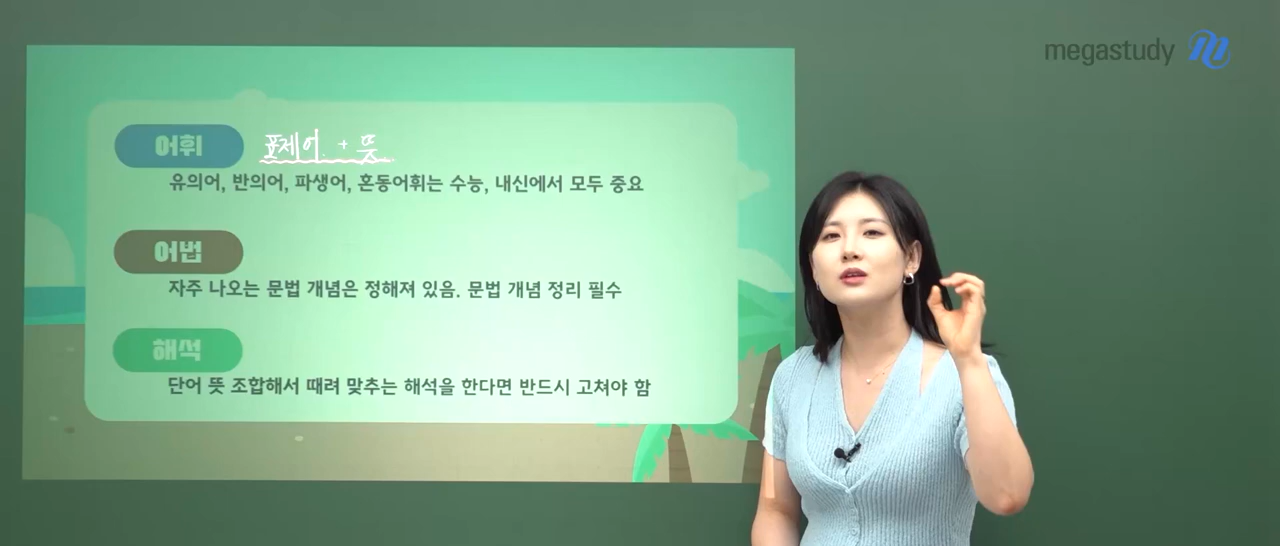 megastudy
어휘 표제어 + 뜻
유의어, 반의어, 파생어, 혼동어휘는 수능, 내신에서 모두 중요
어법
자주 나오는 문법 개념은 정해져 있음. 문법 개념 정리 필수
해석
단어 뜻 조합해서 때려 맞추는 해석을 한다면 반드시 고쳐야 함